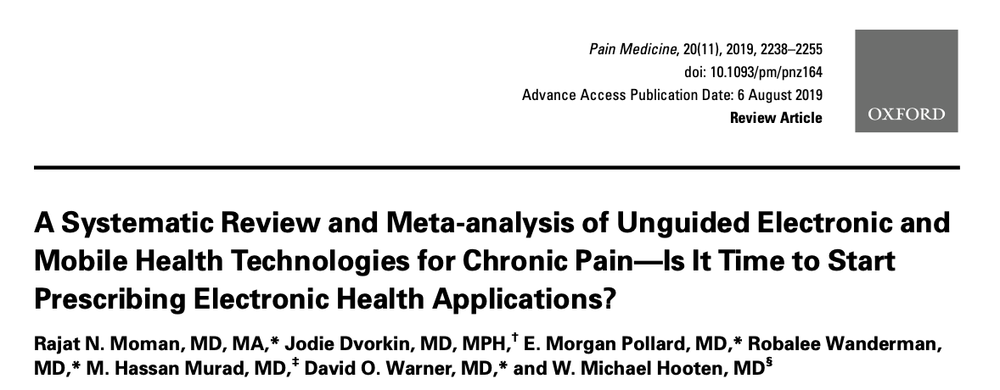 Pain Medicine, 20(11), 2019, 2238–2255
doi: 10.1093/pm/pnz164
Advance Access Publication Date: 6 August 2019
Review Article
OXFORD
A Systematic Review and Meta-analysis of Unguided Electronic and
Mobile Health Technologies for Chronic Pain—Is It Time to Start
Prescribing Electronic Health Applications?
Rajat N. Moman, MD, MA,* Jodie Dvorkin, MD, MPH,† E. Morgan Pollard, MD,* Robalee Wanderman,
MD,* M. Hassan Murad, MD,‡ David O. Warner, MD,* and W. Michael Hooten, MD§